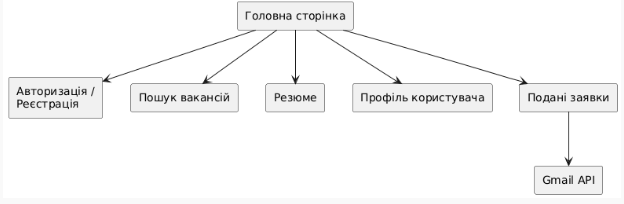 Головна сторінка
Авторизація /
Реєстрація
Пошук вакансій
Резюме
Профіль користувача
Подані заявки
Gmail API